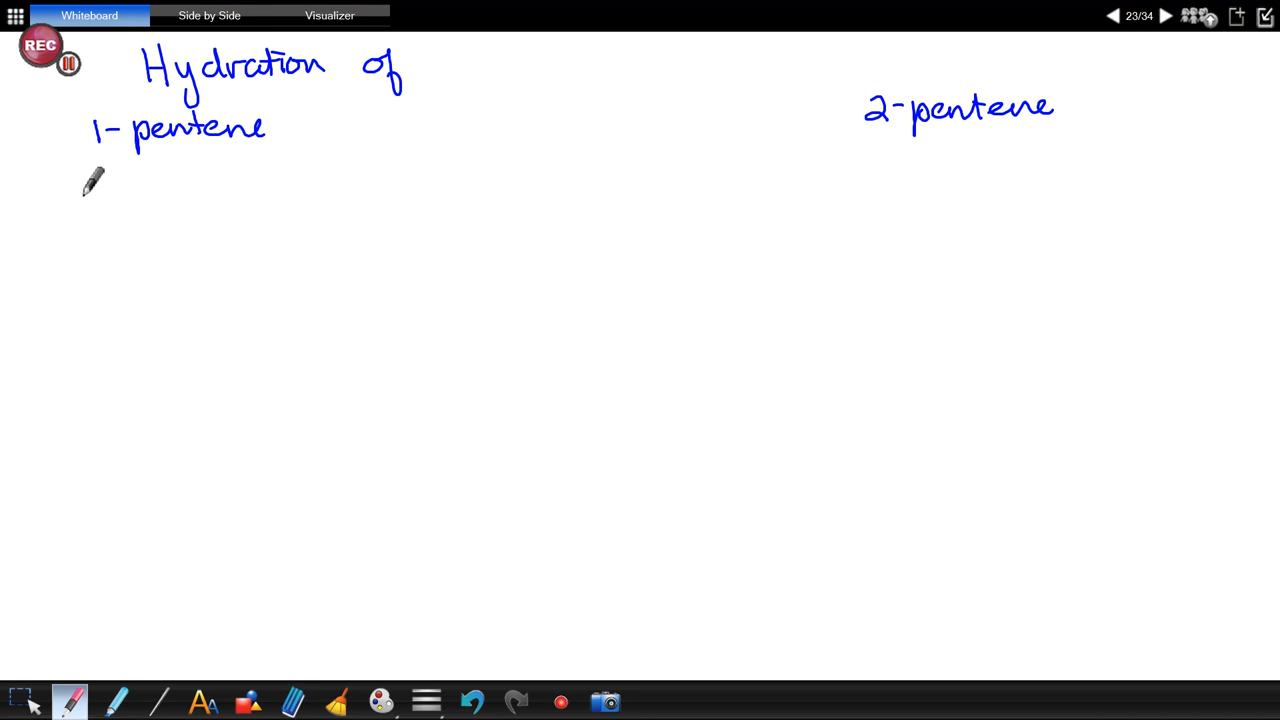 Whiteboard Side by Side Visualizer 23/34
REC
Hydration of
1-pentene
2-pentene